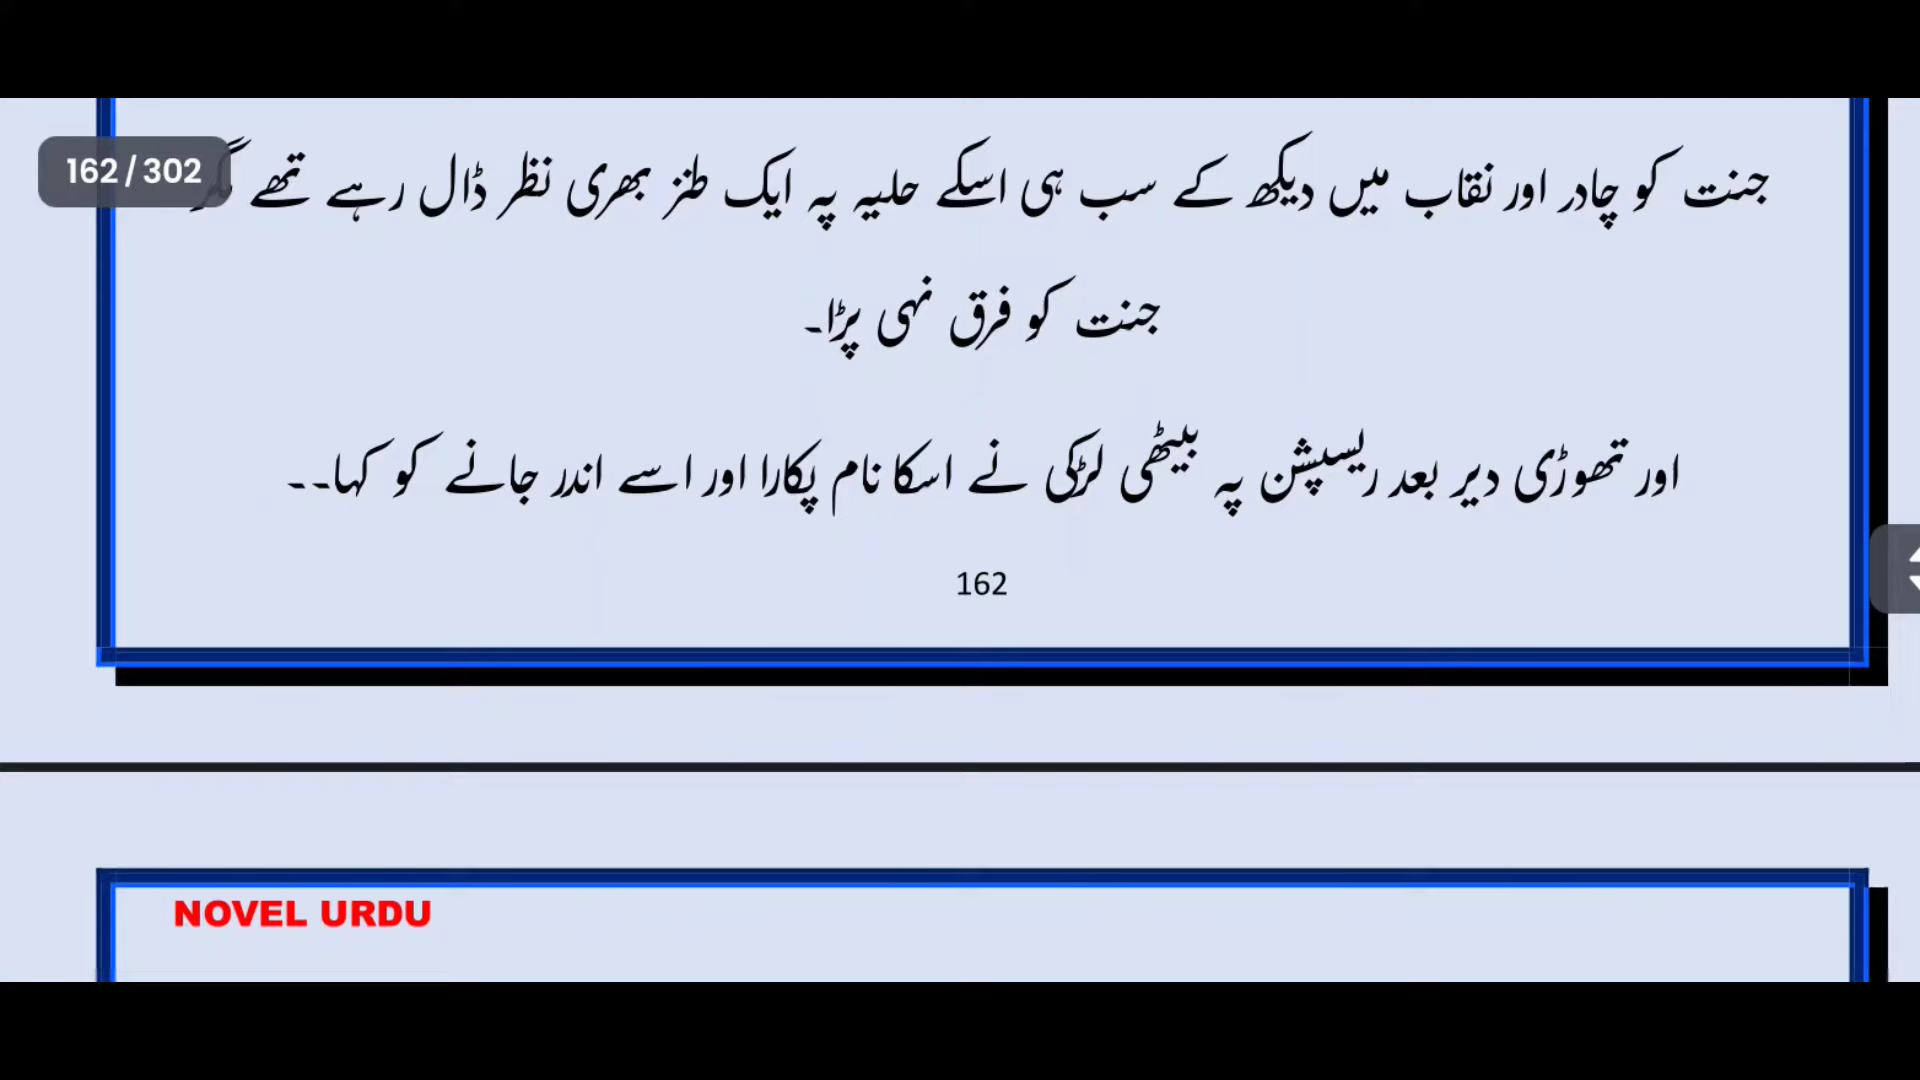 162/302
جنت کو چادر اور نقاب میں دیکھ کے سب ہی اسکے حلیہ پہ ایک طنز بھری نظر ڈال رہے تھے مگر
جنت کو فرق نہی پڑا۔
اور تھوڑی دیر بعد ریسپشن پہ بیٹھی لڑکی نے اسکا نام پکارا اور اسے اندر جانے کو کہا۔۔
162
NOVEL URDU